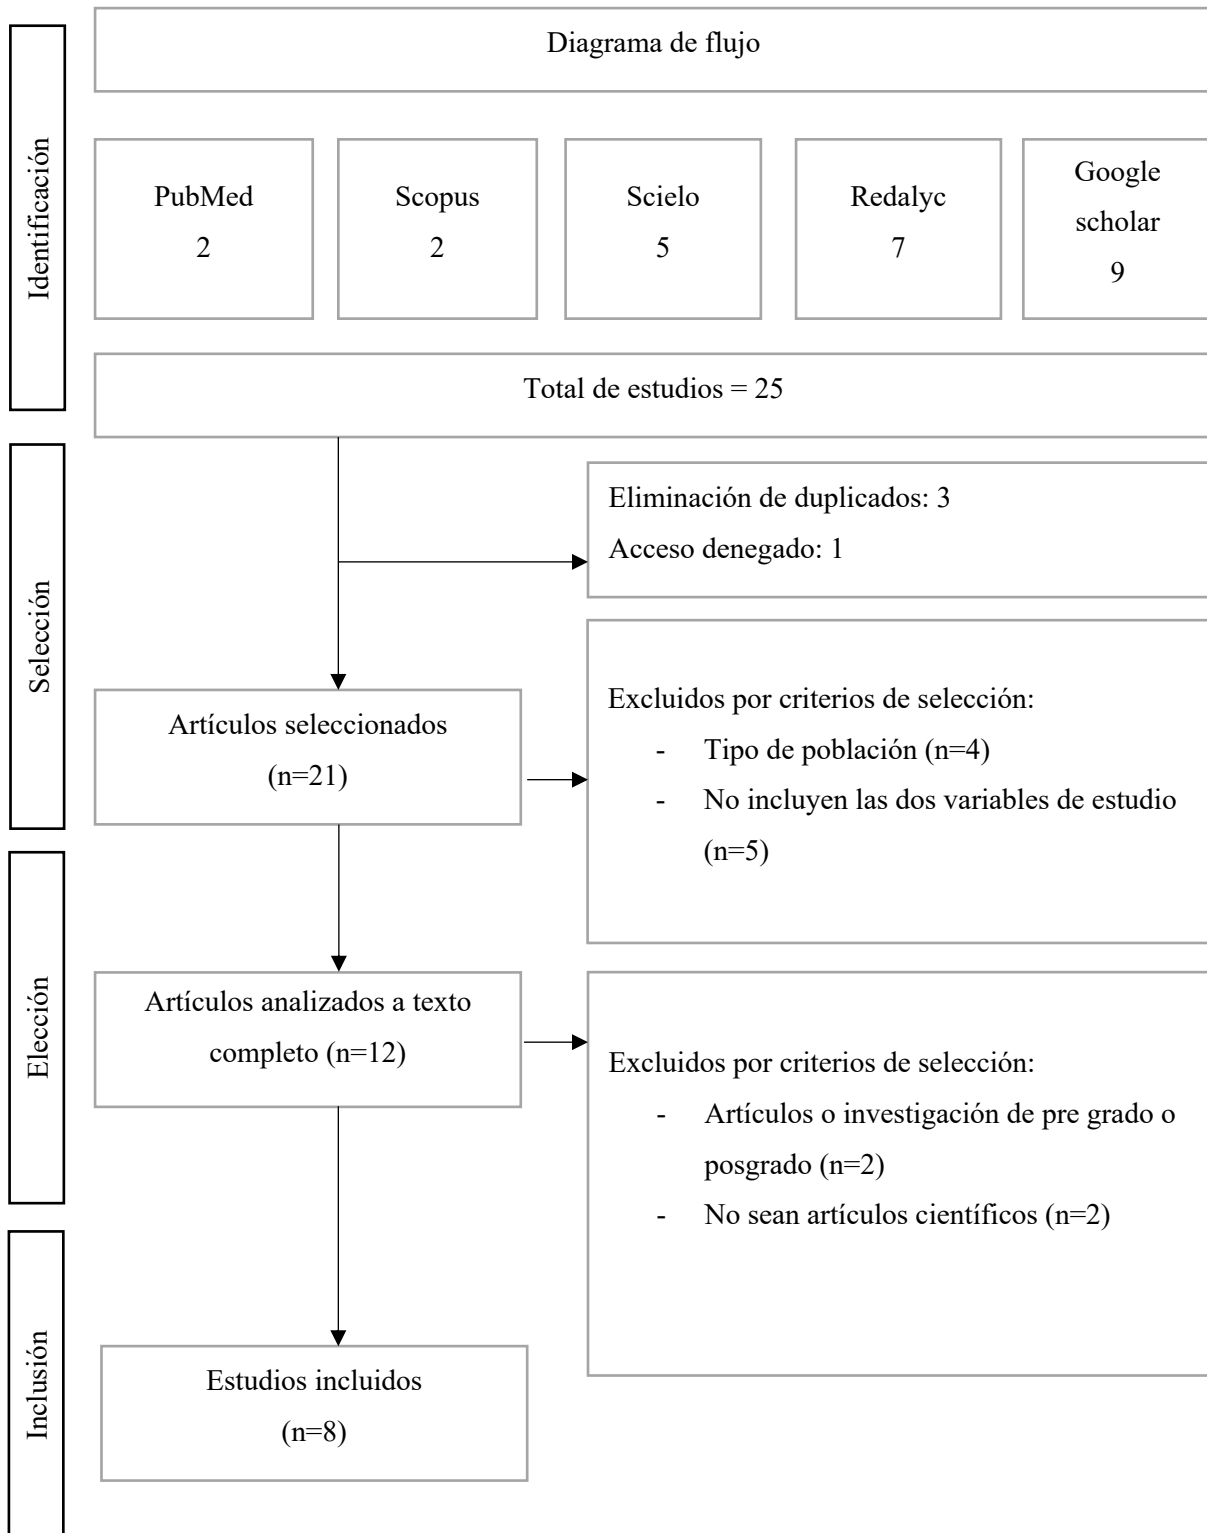 Diagrama de flujo
Identificación
PubMed
2
Scopus
2
Scielo
5
Redalyc
7
Google
scholar
9
Total de estudios = 25
Selección
Eliminación de duplicados: 3
Acceso denegado: 1
Artículos seleccionados
(n=21)
Excluidos por criterios de selección:
- Tipo de población (n=4)
- No incluyen las dos variables de estudio
(n=5)
Elección
Artículos analizados a texto
completo (n=12)
Excluidos por criterios de selección:
- Artículos o investigación de pre grado o
posgrado (n=2)
- No sean artículos científicos (n=2)
Inclusión
Estudios incluidos
(n=8)